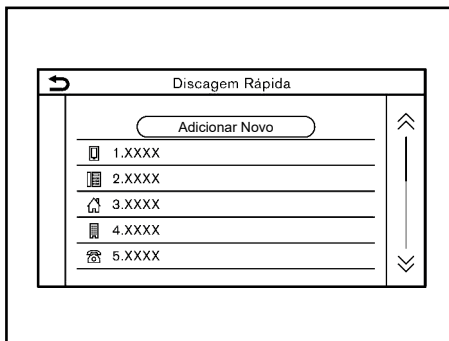 Discagem Rápida
Adicionar Novo
1.XXXX
2.XXXX
3.XXXX
4.XXXX
5.XXXX